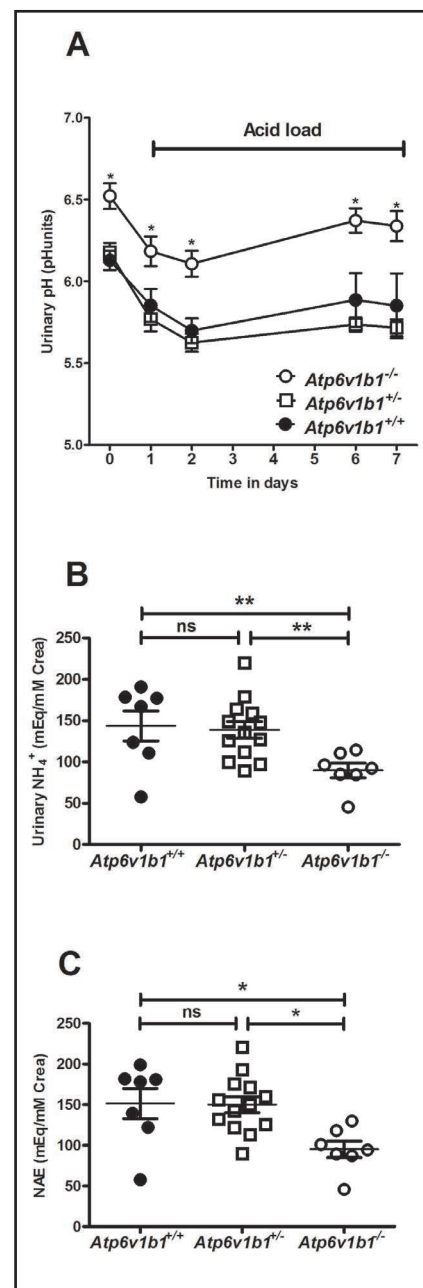 A
7.0
Acid load
6.5
6.0
5.5
5.0
* * * * *
Urinary pH (pHunits)
Atp6v1b1-/-
Atp6v1b1+/-
Atp6v1b1+/+
0 1 2 3 4 5 6 7
Time in days
B
**
ns **
250
200
150
100
50
0
Urinary NH4+ (mEq/mM Crea)
Atp6v1b1+/+ Atp6v1b1+/- Atp6v1b1-/-
C
*
ns *
250
200
150
100
50
0
NAE (mEq/mM Crea)
Atp6v1b1+/+ Atp6v1b1+/- Atp6v1b1-/-